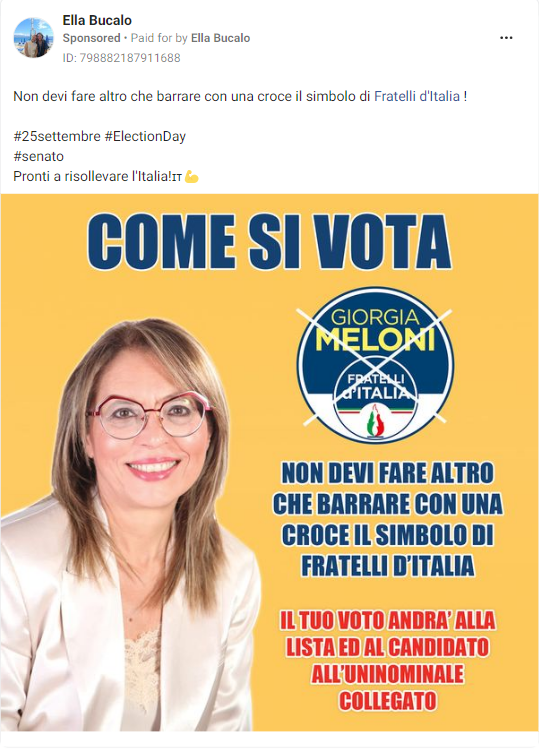 Ella Bucalo
Sponsored • Paid for by Ella Bucalo
ID: 798882187911688
Non devi fare altro che barrare con una croce il simbolo di Fratelli d'Italia !
#25settembre #ElectionDay
#senato
Pronti a risollevare l'Italia!🇮🇹💪
COME SI VOTA
GIORGIA
MELONI
FRATELLI
d'ITALIA
NON DEVI FARE ALTRO
CHE BARRARE CON UNA
CROCE IL SIMBOLO DI
FRATELLI D'ITALIA
IL TUO VOTO ANDRA' ALLA
LISTA ED AL CANDIDATO
ALL'UNINOMINALE
COLLEGATO